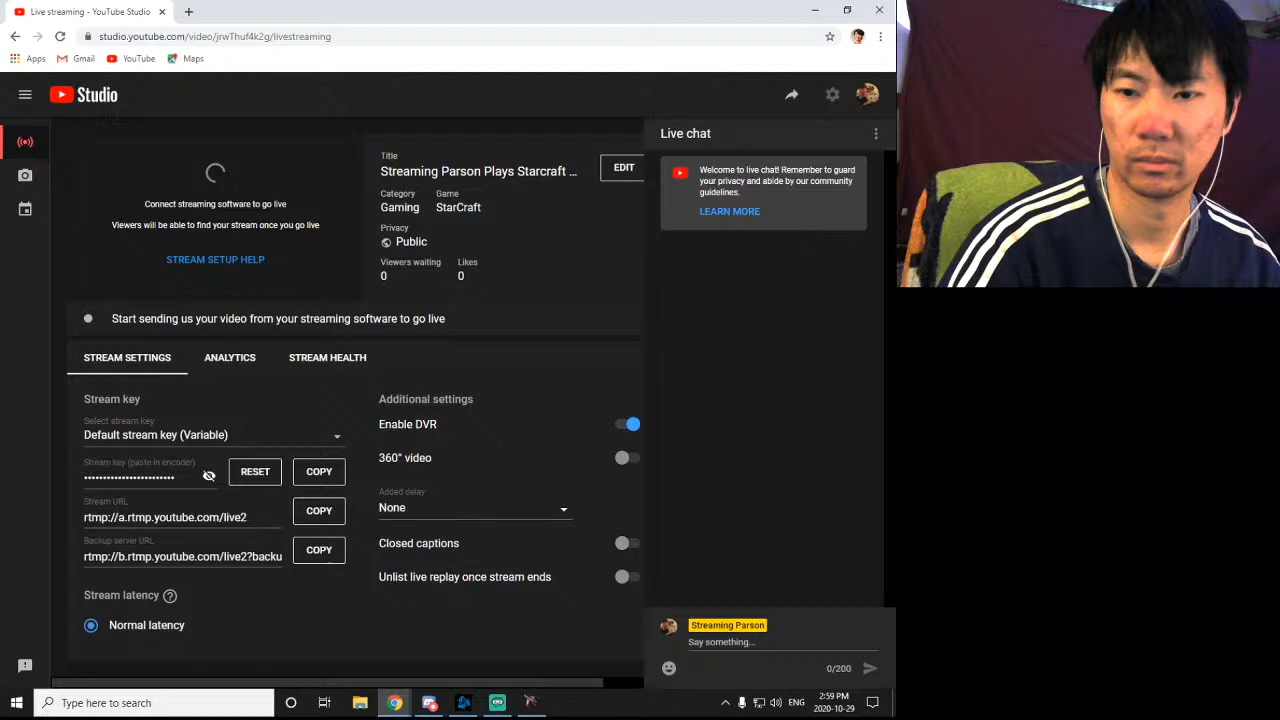 Live streaming - YouTube Studio
studio.youtube.com/video/jrwThuf4k2g/livestreaming
Apps Gmail YouTube Maps
Studio
Connect streaming software to go live
Viewers will be able to find your stream once you go live
STREAM SETUP HELP
Title
Streaming Parson Plays Starcraft ...
EDIT
Category Game
Gaming StarCraft
Privacy
Public
Viewers waiting Likes
0 0
Live chat
Welcome to live chat! Remember to guard
your privacy and abide by our community
guidelines.
LEARN MORE
Start sending us your video from your streaming software to go live
STREAM SETTINGS ANALYTICS STREAM HEALTH
Stream key
Select stream key
Default stream key (Variable)
Stream key (paste in encoder)
••••••••••••••••••••••••
RESET COPY
Stream URL
rtmp://a.rtmp.youtube.com/live2
COPY
Backup server URL
rtmp://b.rtmp.youtube.com/live2?backu
COPY
Stream latency
Normal latency
Additional settings
Enable DVR
360° video
Added delay
None
Closed captions
Unlist live replay once stream ends
Streaming Parson
Say something...
0/200
Type here to search
ENG
2:59 PM
2020-10-29